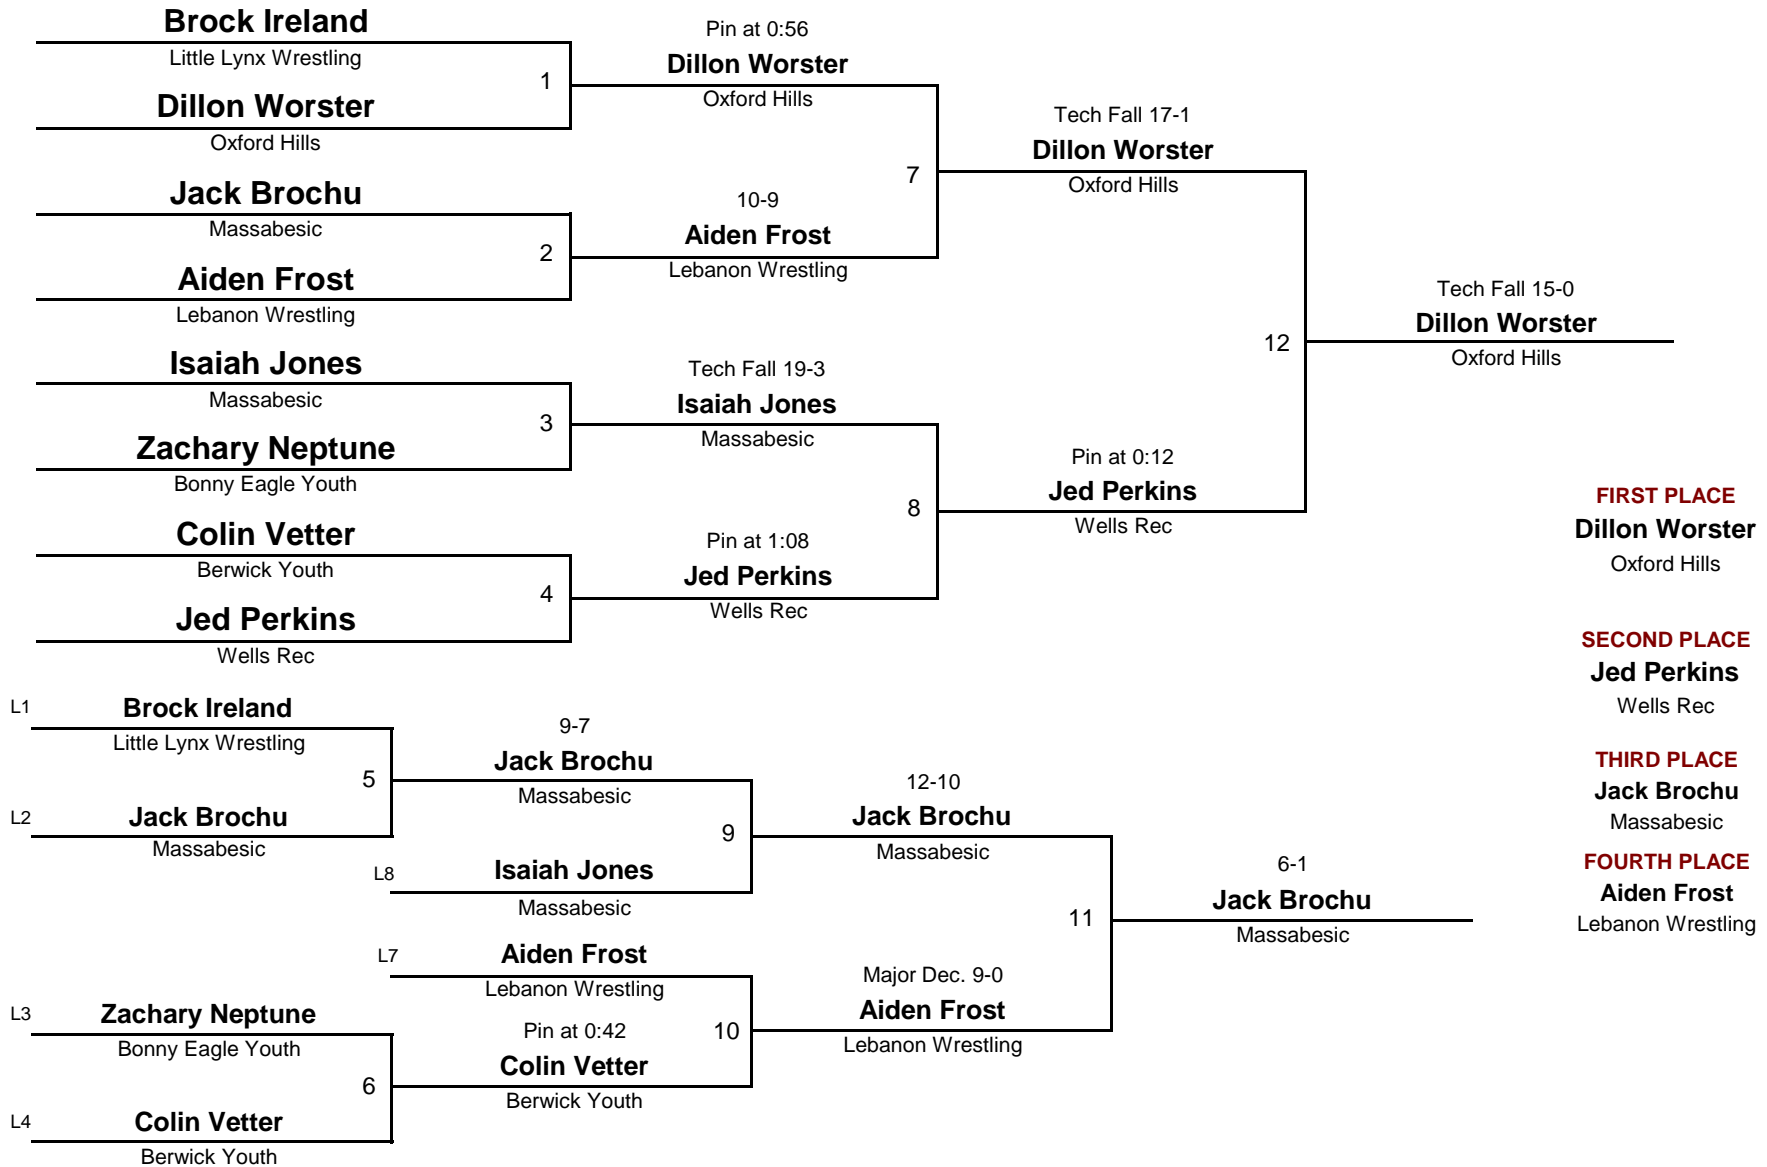 Brock Ireland
Little Lynx Wrestling
1
Dillon Worster
Oxford Hills
Pin at 0:56
Dillon Worster
Oxford Hills
Jack Brochu
Massabesic
2
Aiden Frost
Lebanon Wrestling
10-9
Aiden Frost
Lebanon Wrestling
7
Tech Fall 17-1
Dillon Worster
Oxford Hills
Isaiah Jones
Massabesic
3
Zachary Neptune
Bonny Eagle Youth
Tech Fall 19-3
Isaiah Jones
Massabesic
Colin Vetter
Berwick Youth
4
Jed Perkins
Wells Rec
Pin at 1:08
Jed Perkins
Wells Rec
8
Pin at 0:12
Jed Perkins
Wells Rec
12
Tech Fall 15-0
Dillon Worster
Oxford Hills
FIRST PLACE
Dillon Worster
Oxford Hills
SECOND PLACE
Jed Perkins
Wells Rec
THIRD PLACE
Jack Brochu
Massabesic
FOURTH PLACE
Aiden Frost
Lebanon Wrestling
L1
Brock Ireland
Little Lynx Wrestling
5
L2
Jack Brochu
Massabesic
9-7
Jack Brochu
Massabesic
9
L8
Isaiah Jones
Massabesic
12-10
Jack Brochu
Massabesic
L7
Aiden Frost
Lebanon Wrestling
10
L3
Zachary Neptune
Bonny Eagle Youth
6
L4
Colin Vetter
Berwick Youth
Pin at 0:42
Colin Vetter
Berwick Youth
Major Dec. 9-0
Aiden Frost
Lebanon Wrestling
11
6-1
Jack Brochu
Massabesic